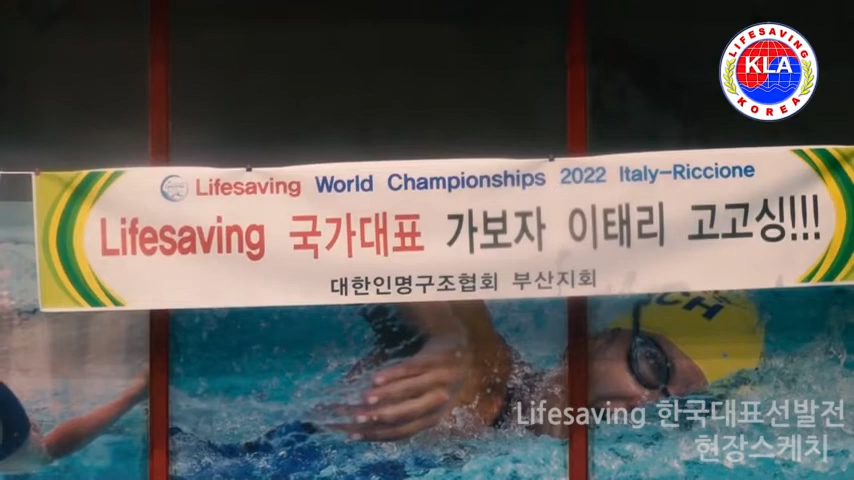 LIFESAVING
KLA
KOREA
Lifesaving World Championships 2022 Italy-Riccione
Lifesaving 국가대표 가보자 이태리 고고싱!!!
대한인명구조협회 부산지회
CH
Lifesaving 한국대표선발전
현장스케치